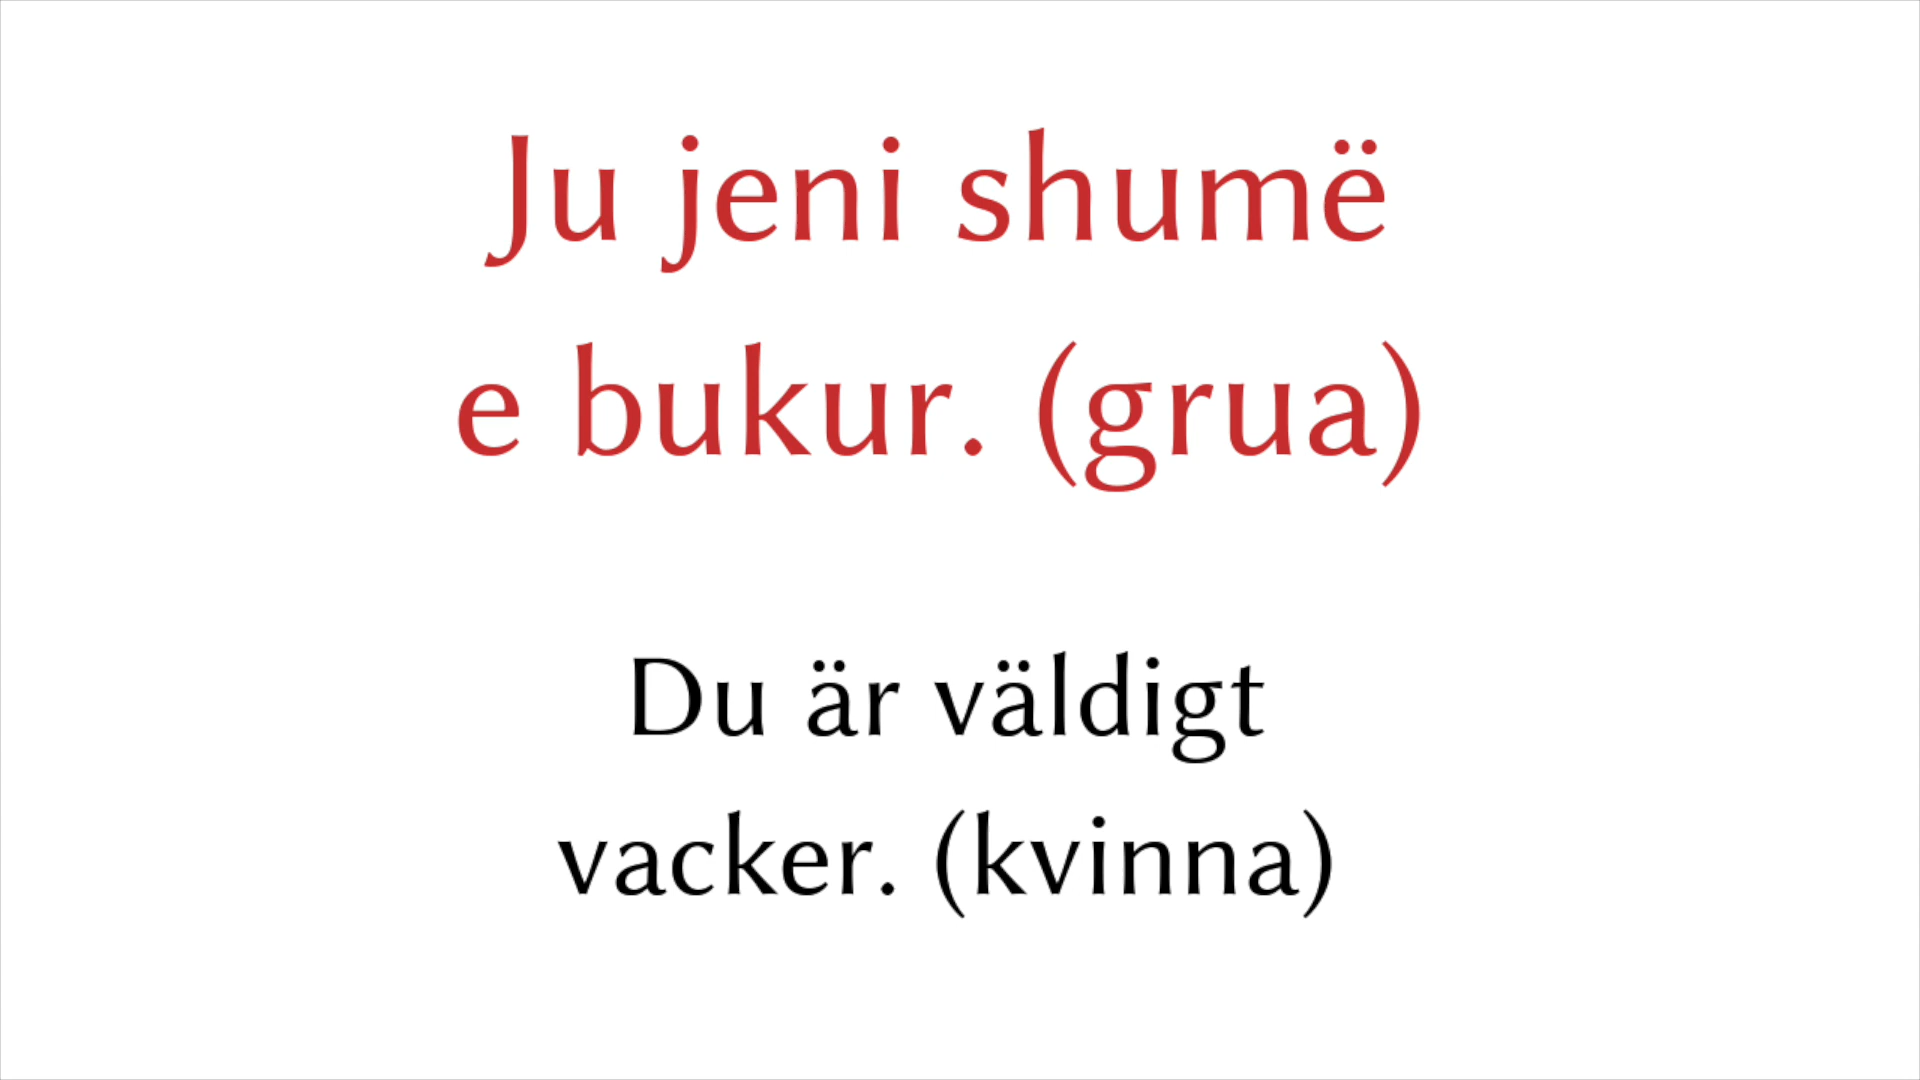 Ju jeni shumë
e bukur. (grua)
Du är väldigt
vacker. (kvinna)